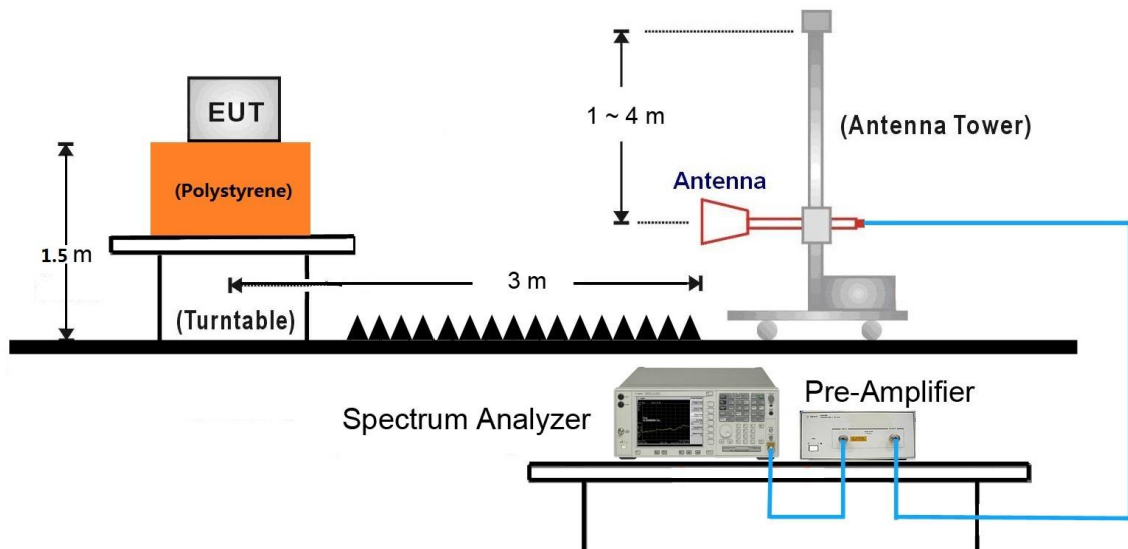 EUT
(Polystyrene)
1.5 m
(Turntable)
3 m
1 ~ 4 m
Antenna
(Antenna Tower)
Spectrum Analyzer
Pre-Amplifier